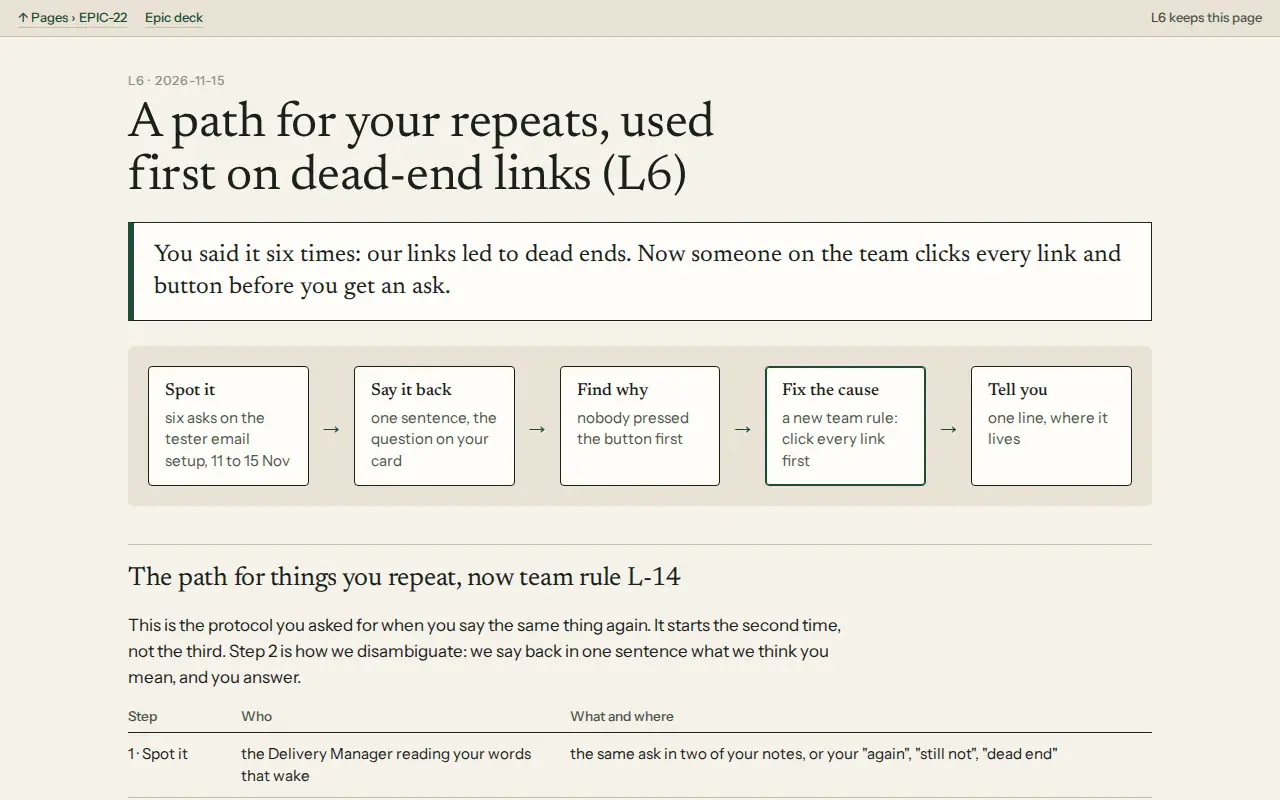 ↑ Pages › EPIC-22 Epic deck L6 keeps this page
L6 · 2026-11-15
A path for your repeats, used
first on dead-end links (L6)
You said it six times: our links led to dead ends. Now someone on the team clicks every link and
button before you get an ask.
Spot it
six asks on the
tester email
setup, 11 to 15 Nov
→
Say it back
one sentence, the
question on your
card
→
Find why
nobody pressed
the button first
→
Fix the cause
a new team rule:
click every link
first
→
Tell you
one line, where it
lives
The path for things you repeat, now team rule L-14
This is the protocol you asked for when you say the same thing again. It starts the second time,
not the third. Step 2 is how we disambiguate: we say back in one sentence what we think you
mean, and you answer.
Step Who What and where
1 · Spot it the Delivery Manager reading your words the same ask in two of your notes, or your "again", "still not", "dead end"
that wake